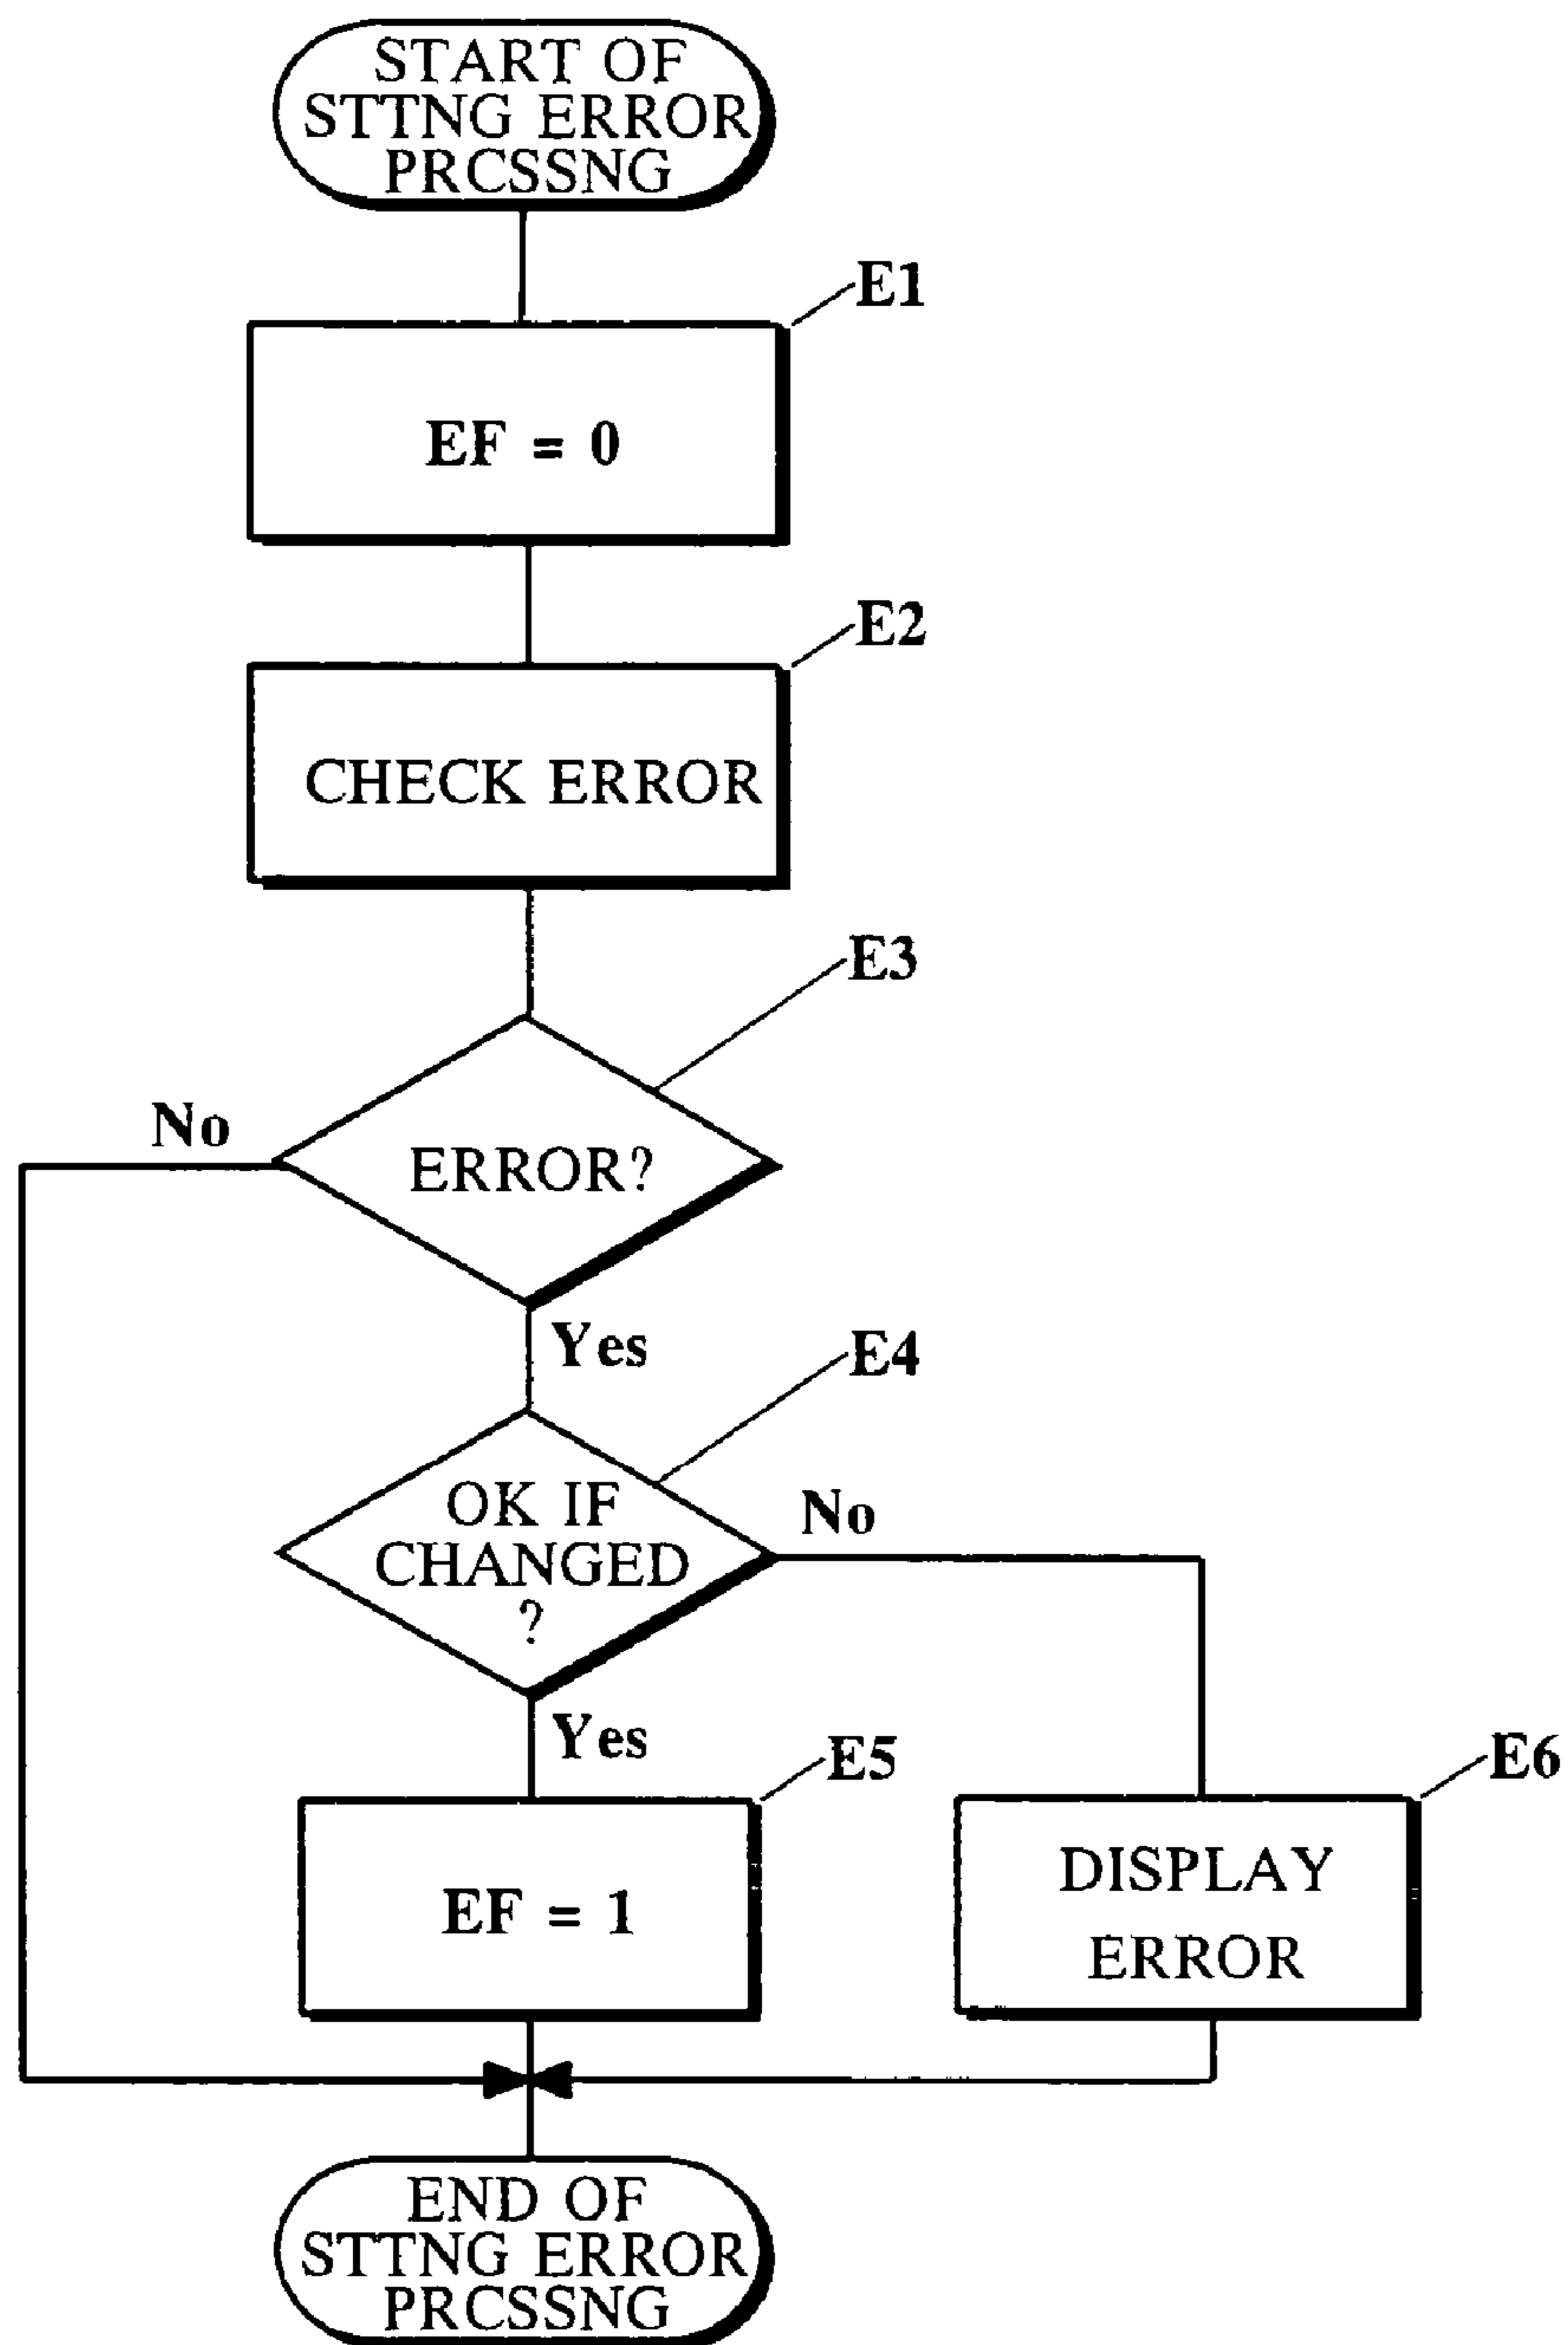 START OF
STTNG ERROR
PRCSSNG
E1
EF = 0
E2
CHECK ERROR
E3
No
ERROR?
Yes
E4
OK IF
CHANGED
?
No
Yes
E5
E6
EF = 1
DISPLAY
ERROR
END OF
STTNG ERROR
PRCSSNG